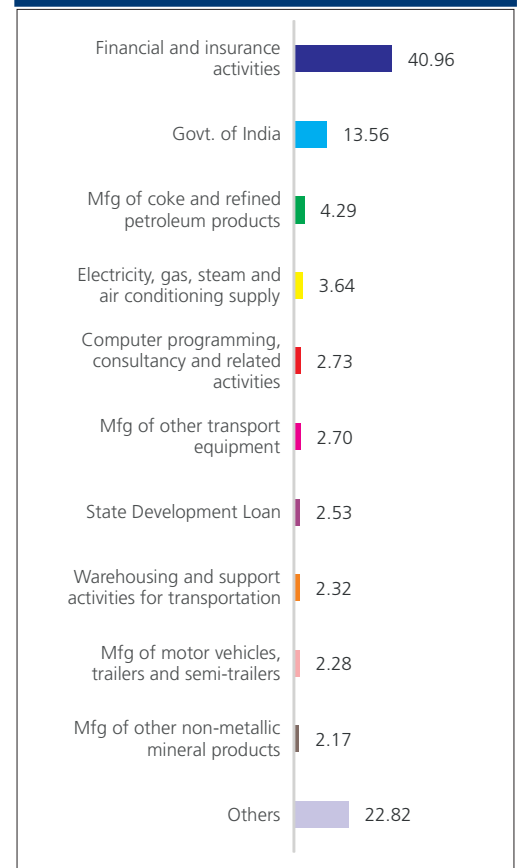 Financial and insurance
activities
40.96
Govt. of India
13.56
Mfg of coke and refined
petroleum products
4.29
Electricity, gas, steam and
air conditioning supply
3.64
Computer programming,
consultancy and related
activities
2.73
Mfg of other transport
equipment
2.70
State Development Loan
2.53
Warehousing and support
activities for transportation
2.32
Mfg of motor vehicles,
trailers and semi-trailers
2.28
Mfg of other non-metallic
mineral products
2.17
Others
22.82